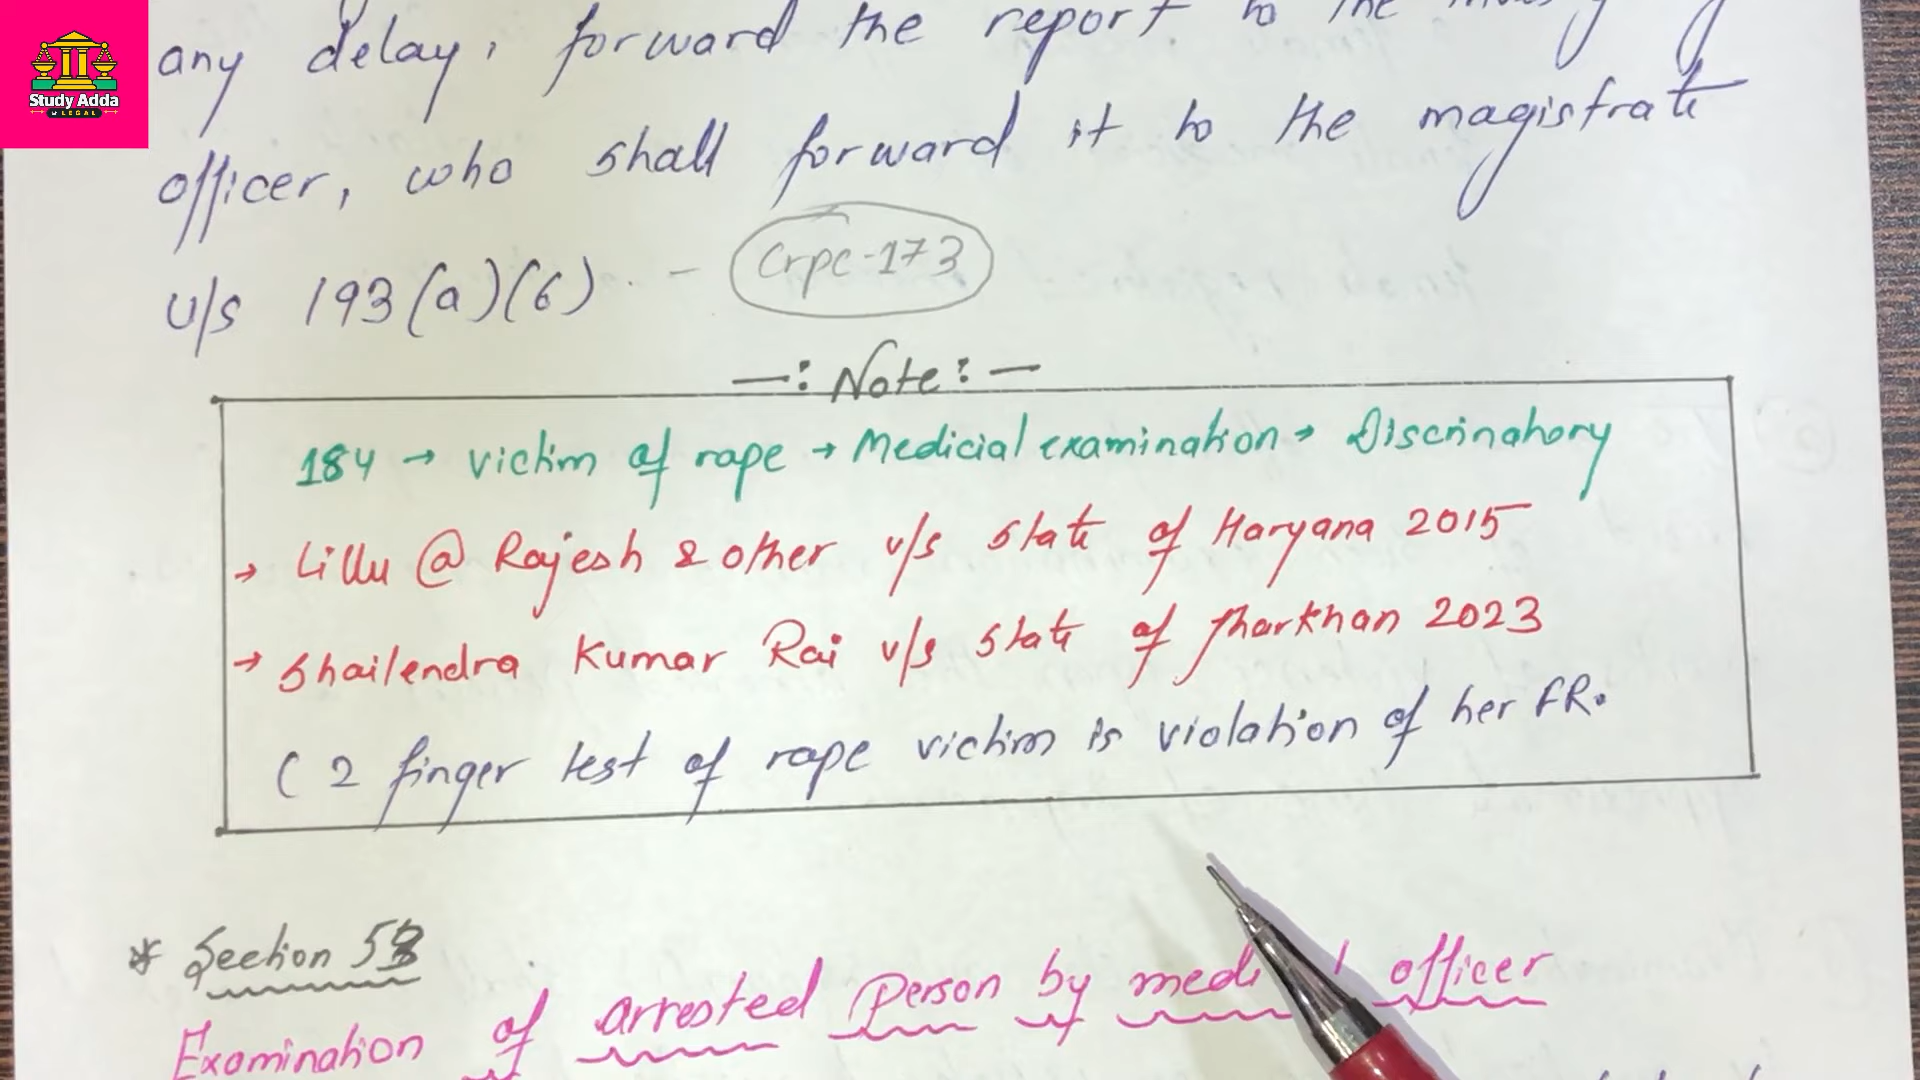 Study Adda
LEGAL
any delay, forward the report to the
officer, who shall forward it to the magistrate
u/s 193(a)(6) - Crpc-173
—: Note: —
184 → victim of rape → Medicial examination → Discrinatory
→ Lillu @ Rajesh & other v/s State of Haryana 2015
→ Shailendra Kumar Rai v/s State of Jharkhan 2023
( 2 finger test of rape victim is violation of her FR.
* Section 53
Examination of arrested person by officer